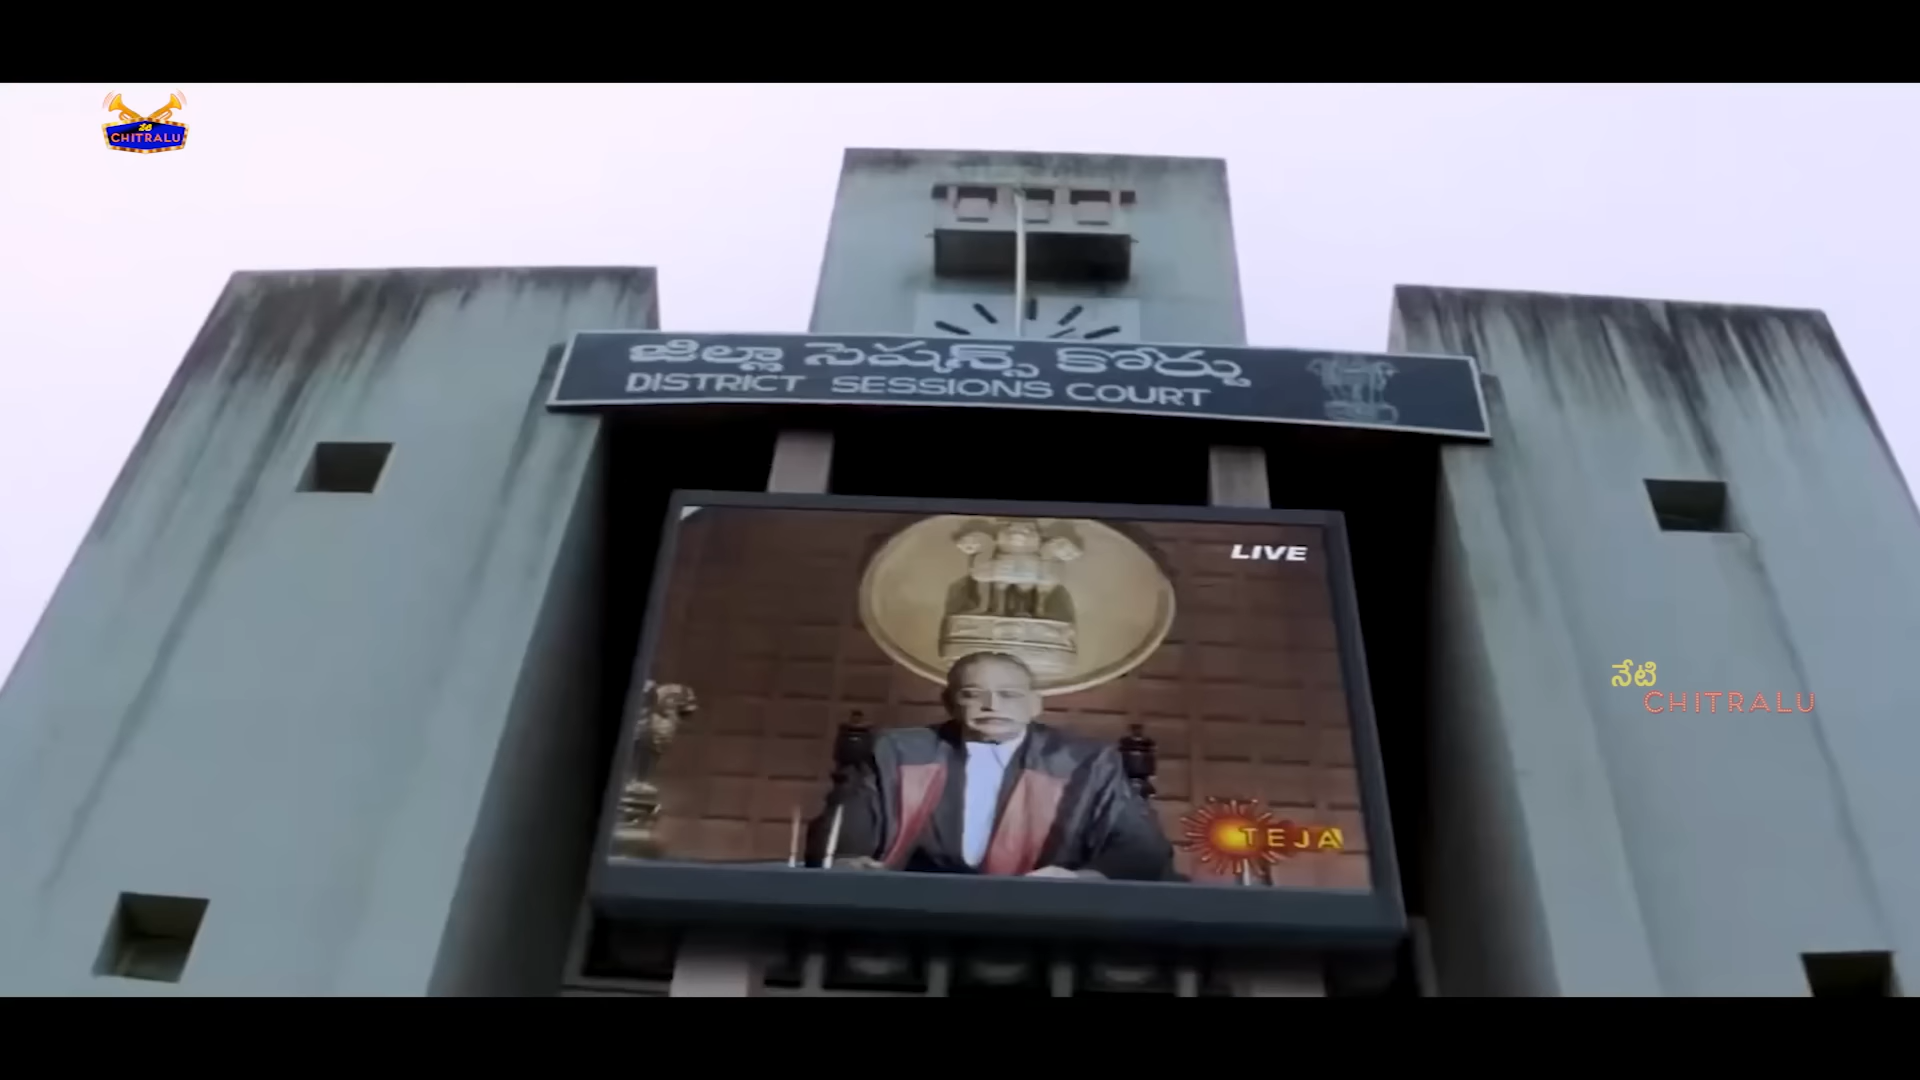 నేటి
CHITRALU
జిల్లా సెషన్స్ కోర్టు
DISTRICT SESSIONS COURT
LIVE
TEJA
నేటి
CHITRALU